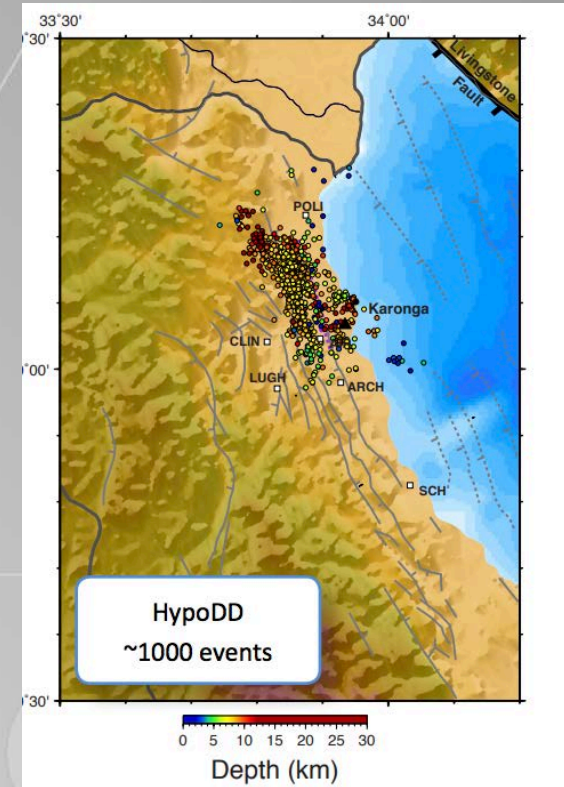 33˚30'
34˚00'
˚30'
Livingstone
Fault
POLI
Karonga
CLIN
˚00'
LUGH
ARCH
SCH
HypoDD
~1000 events
˚30'
0 5 10 15 20 25 30
Depth (km)